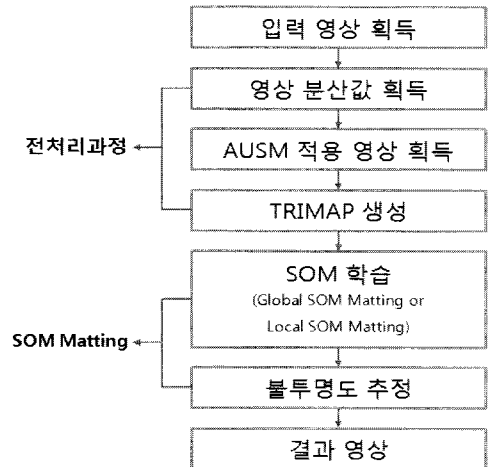 입력 영상 획득
영상 분산값 획득
전처리과정
AUSM 적용 영상 획득
TRIMAP 생성
SOM 학습
(Global SOM Matting or
Local SOM Matting)
SOM Matting
불투명도 추정
결과 영상